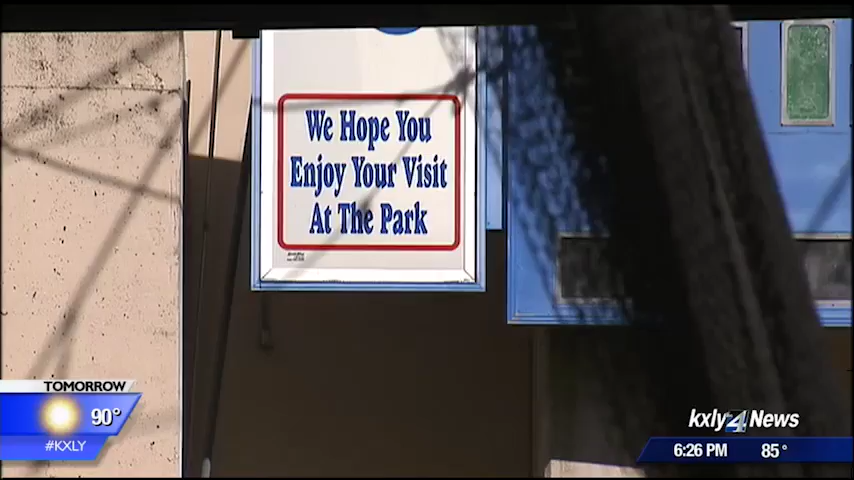 We Hope You
Enjoy Your Visit
At The Park
TOMORROW
90°
#KXLY
kxly4 News
6:26 PM 85°